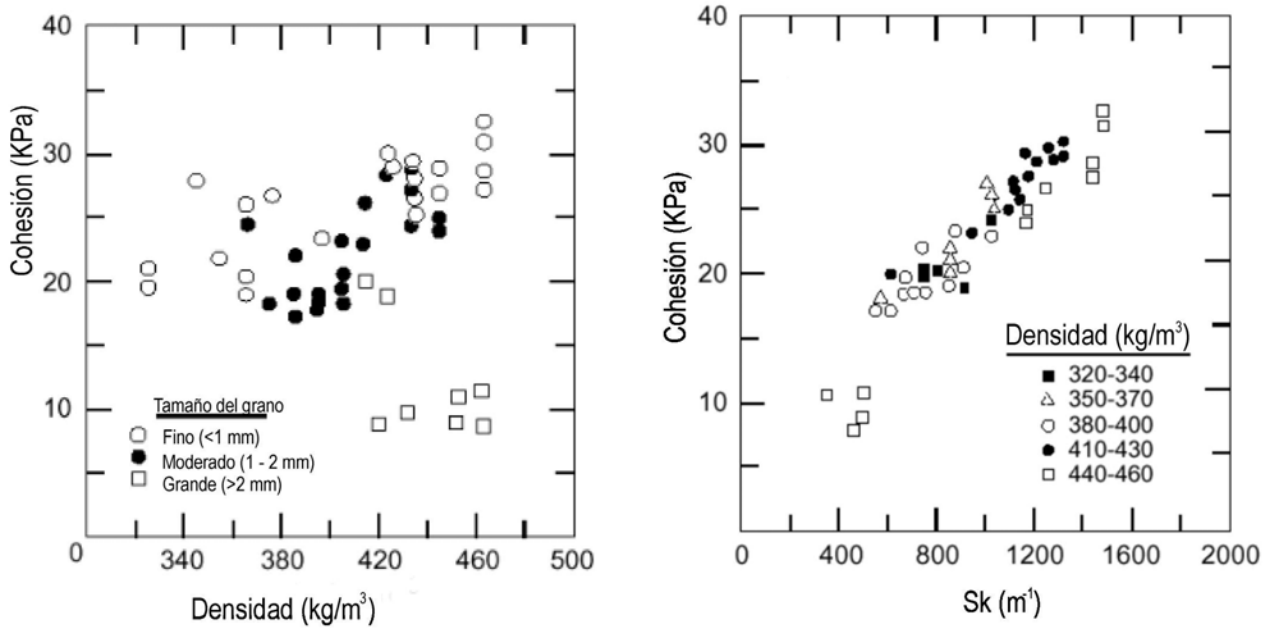 40
30
20
10
0
340
380
420
460
500
Cohesión (KPa)
Densidad (kg/m³)
Tamaño del grano
Fino (<1 mm)
Moderado (1 - 2 mm)
Grande (>2 mm)
40
30
20
10
0
400
800
1200
1600
2000
Cohesión (KPa)
Sk (m⁻¹)
Densidad (kg/m³)
320-340
350-370
380-400
410-430
440-460